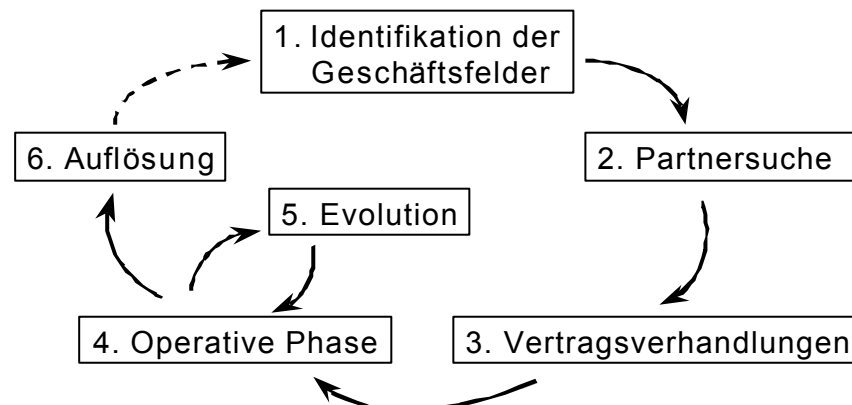 1. Identifikation der
Geschäftsfelder
2. Partnersuche
3. Vertragsverhandlungen
4. Operative Phase
5. Evolution
6. Auflösung